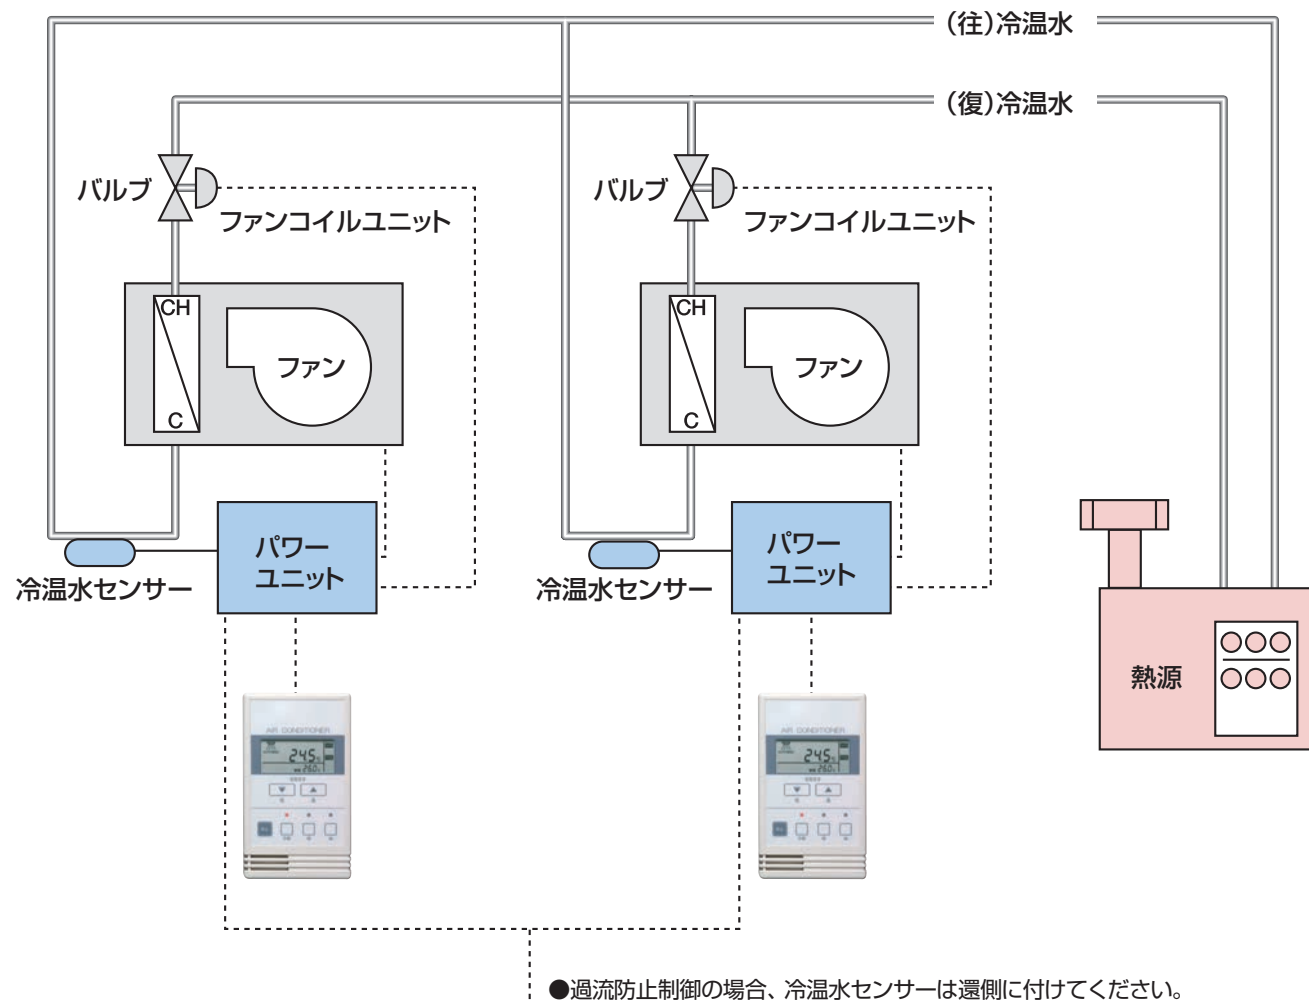 (往)冷温水
(復)冷温水
バルブ
ファンコイルユニット
バルブ
ファンコイルユニット
CH
ファン
C
CH
ファン
C
パワー
ユニット
冷温水センサー
パワー
ユニット
冷温水センサー
熱源
AIR CONDITIONER
24.5
26.0
AIR CONDITIONER
24.5
26.0
●過流防止制御の場合、冷温水センサーは還側に付けてください。